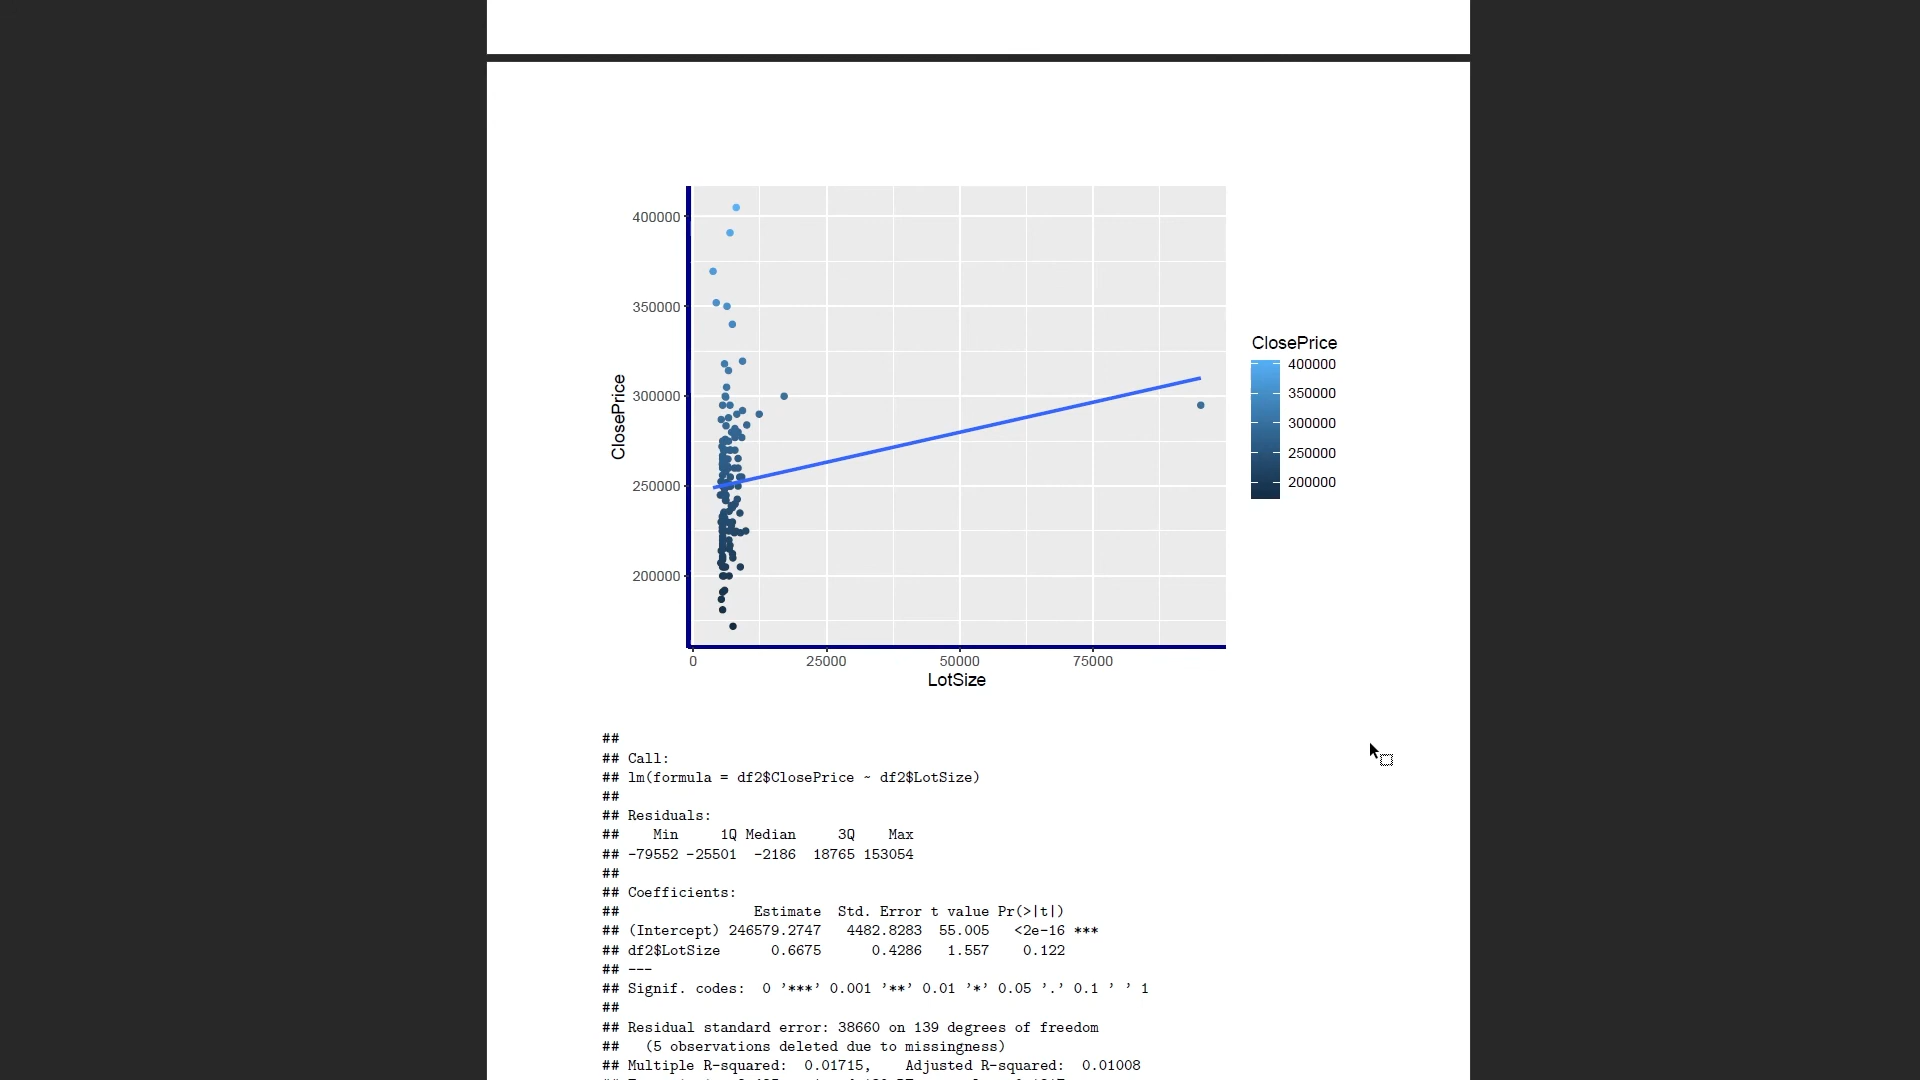 400000
350000
300000
250000
200000
ClosePrice
0 25000 50000 75000
LotSize
ClosePrice
400000
350000
300000
250000
200000
##
## Call:
## lm(formula = df2$ClosePrice ~ df2$LotSize)
##
## Residuals:
##    Min     1Q Median     3Q    Max
## -79552 -25501  -2186  18765 153054
##
## Coefficients:
##                Estimate  Std. Error t value Pr(>|t|)
## (Intercept) 246579.2747   4482.8283  55.005   <2e-16 ***
## df2$LotSize      0.6675      0.4286   1.557    0.122
## ---
## Signif. codes:  0 '***' 0.001 '**' 0.01 '*' 0.05 '.' 0.1 ' ' 1
##
## Residual standard error: 38660 on 139 degrees of freedom
##   (5 observations deleted due to missingness)
## Multiple R-squared:  0.01715,    Adjusted R-squared:  0.01008